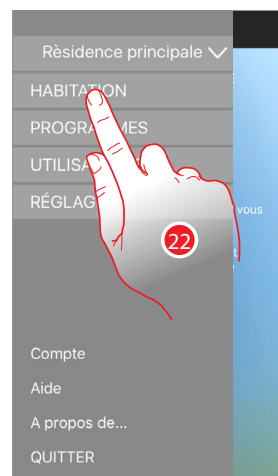 Rèsidence principale
HABITATION
PROGRAMMES
UTILISA
RÉGLAG
vous
22
t
Compte
Aide
A propos de...
QUITTER